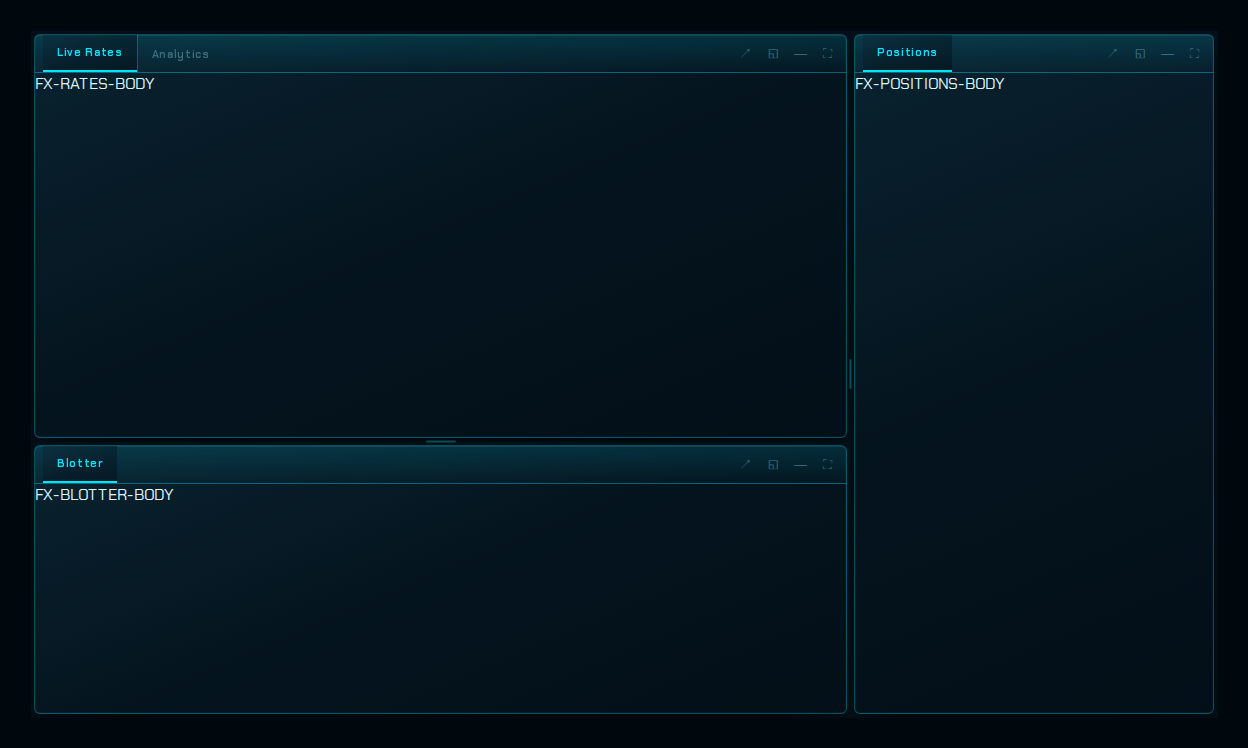 Live Rates
Analytics
FX-RATES-BODY
Positions
FX-POSITIONS-BODY
Blotter
FX-BLOTTER-BODY